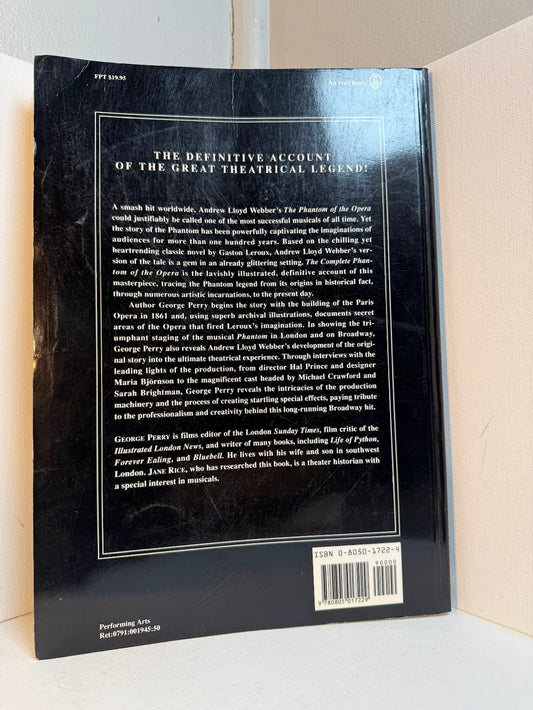 FPT $19.95
An Owl Book
THE DEFINITIVE ACCOUNT
OF THE GREAT THEATRICAL LEGEND!
A smash hit worldwide, Andrew Lloyd Webber's The Phantom of the Opera
could justifiably be called one of the most successful musicals of all time. Yet
the story of the Phantom has been powerfully captivating the imaginations of
audiences for more than one hundred years. Based on the chilling yet
heartrending classic novel by Gaston Leroux, Andrew Lloyd Webber's ver-
sion of the tale is a gem in an already glittering setting. The Complete Phan-
tom of the Opera is the lavishly illustrated, definitive account of this
masterpiece, tracing the Phantom legend from its origins in historical fact,
through numerous artistic incarnations, to the present day.
Author George Perry begins the story with the building of the Paris
Opera in 1861 and, using superb archival illustrations, documents secret
areas of the Opera that fired Leroux's imagination. In showing the tri-
umphant staging of the musical Phantom in London and on Broadway,
George Perry also reveals Andrew Lloyd Webber's development of the origi-
nal story into the ultimate theatrical experience. Through interviews with the
leading lights of the production, from director Hal Prince and designer
Maria Björnson to the magnificent cast headed by Michael Crawford and
Sarah Brightman, George Perry reveals the intricacies of the production
machinery and the process of creating startling special effects, paying tribute
to the professionalism and creativity behind this long-running Broadway hit.
GEORGE PERRY is films editor of the London Sunday Times, film critic of the
Illustrated London News, and writer of many books, including Life of Python,
Forever Ealing, and Bluebell. He lives with his wife and son in southwest
London. JANE RICE, who has researched this book, is a theater historian with
a special interest in musicals.
ISBN 0-8050-1722-4
90000
9 780805 017229
Performing Arts
Ret:0791:001945:50